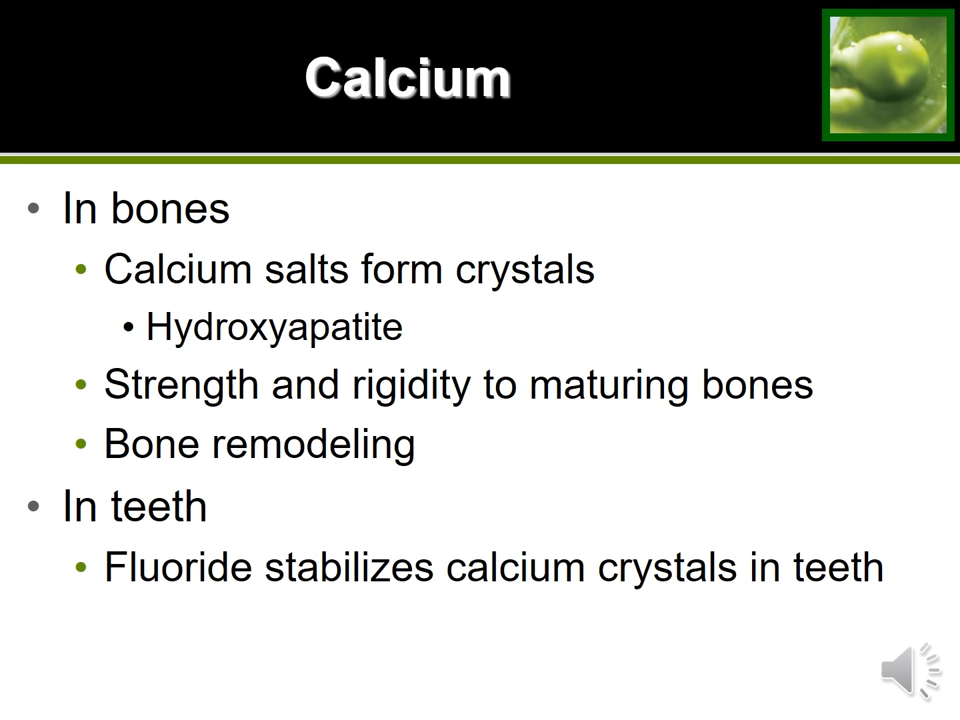 Calcium
• In bones
• Calcium salts form crystals
• Hydroxyapatite
• Strength and rigidity to maturing bones
• Bone remodeling
• In teeth
• Fluoride stabilizes calcium crystals in teeth